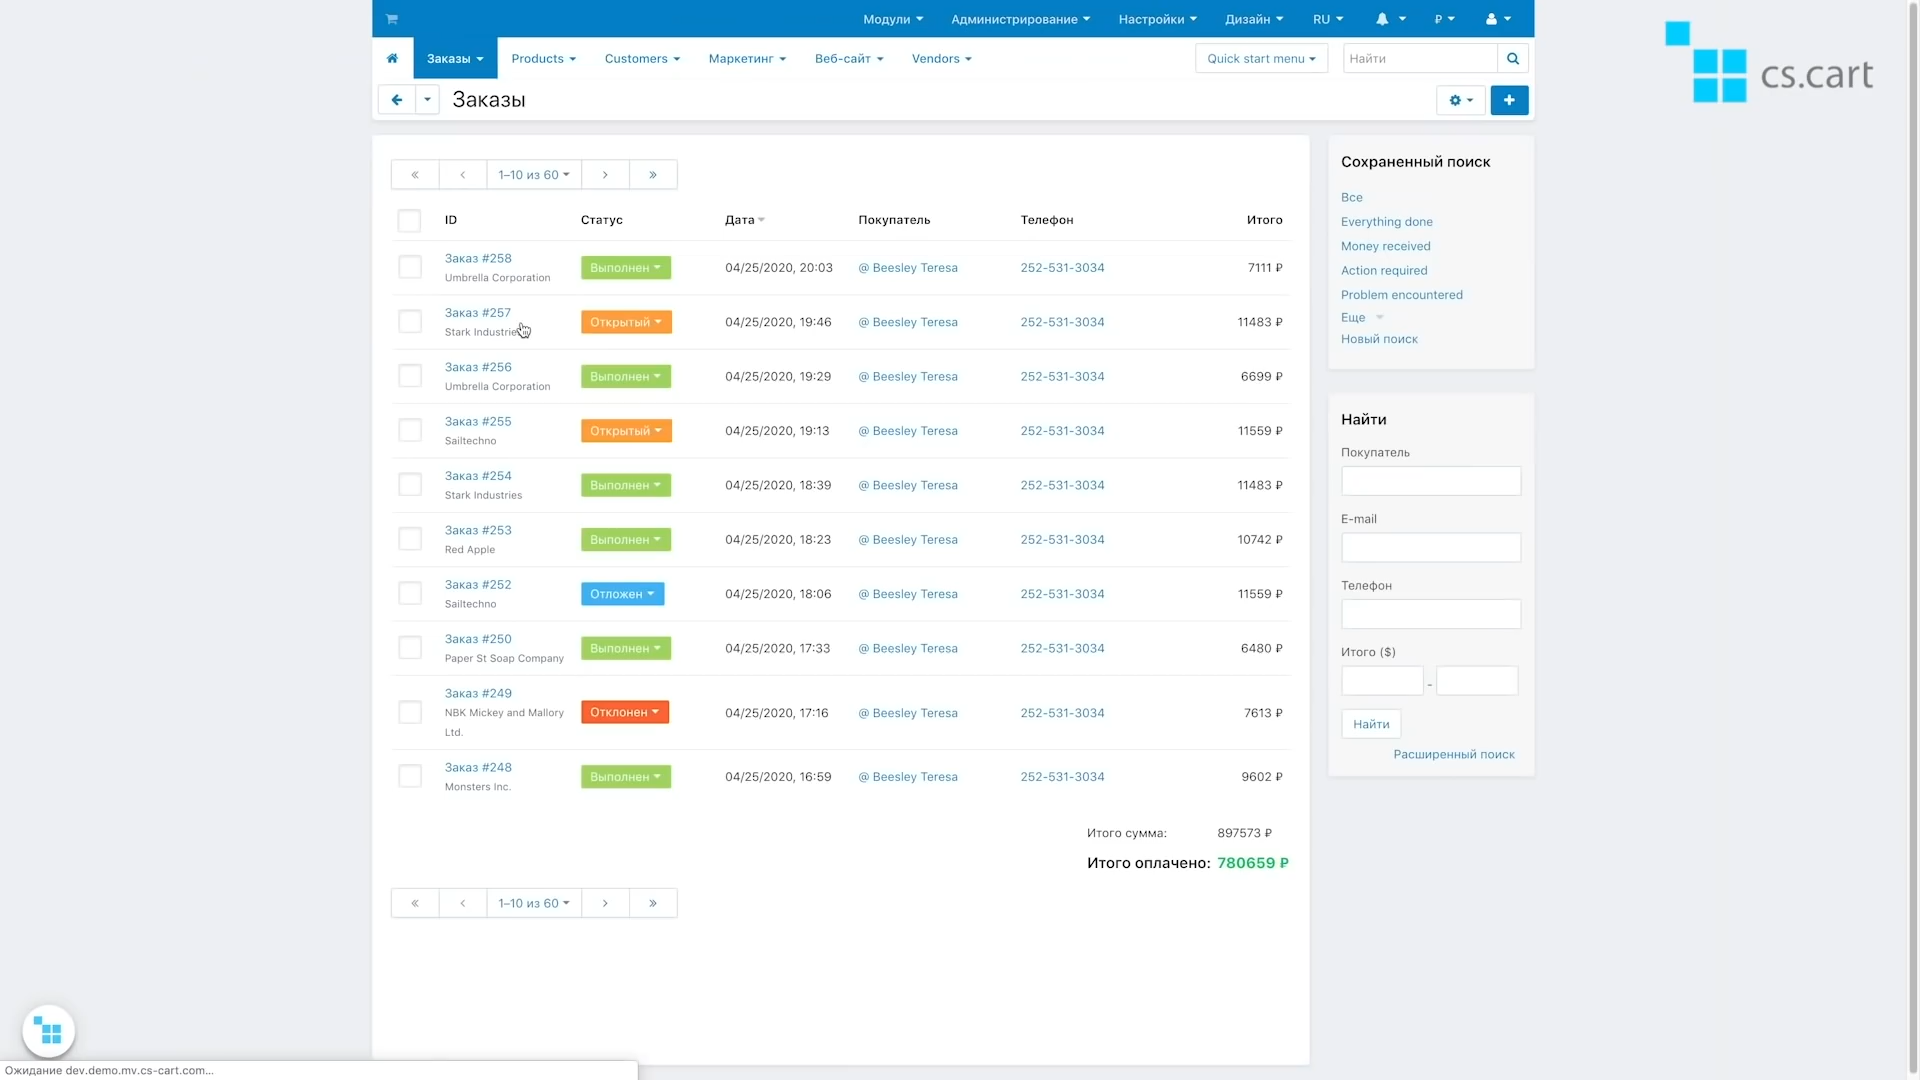 Модули Администрирование Настройки Дизайн RU ₽
Заказы Products Customers Маркетинг Веб-сайт Vendors Quick start menu Найти
cs.cart
Заказы
« ‹ 1–10 из 60 › »
ID Статус Дата Покупатель Телефон Итого
Заказ #258
Umbrella Corporation
Выполнен 04/25/2020, 20:03 @ Beesley Teresa 252-531-3034 7111 ₽
Заказ #257
Stark Industries
Открытый 04/25/2020, 19:46 @ Beesley Teresa 252-531-3034 11483 ₽
Заказ #256
Umbrella Corporation
Выполнен 04/25/2020, 19:29 @ Beesley Teresa 252-531-3034 6699 ₽
Заказ #255
Sailtechno
Открытый 04/25/2020, 19:13 @ Beesley Teresa 252-531-3034 11559 ₽
Заказ #254
Stark Industries
Выполнен 04/25/2020, 18:39 @ Beesley Teresa 252-531-3034 11483 ₽
Заказ #253
Red Apple
Выполнен 04/25/2020, 18:23 @ Beesley Teresa 252-531-3034 10742 ₽
Заказ #252
Sailtechno
Отложен 04/25/2020, 18:06 @ Beesley Teresa 252-531-3034 11559 ₽
Заказ #250
Paper St Soap Company
Выполнен 04/25/2020, 17:33 @ Beesley Teresa 252-531-3034 6480 ₽
Заказ #249
NBK Mickey and Mallory
Ltd.
Отклонен 04/25/2020, 17:16 @ Beesley Teresa 252-531-3034 7613 ₽
Заказ #248
Monsters Inc.
Выполнен 04/25/2020, 16:59 @ Beesley Teresa 252-531-3034 9602 ₽
Итого сумма: 897573 ₽
Итого оплачено: 780659 ₽
« ‹ 1–10 из 60 › »
Сохраненный поиск
Все
Everything done
Money received
Action required
Problem encountered
Еще
Новый поиск
Найти
Покупатель
E-mail
Телефон
Итого ($)
-
Найти
Расширенный поиск
Ожидание dev.demo.mv.cs-cart.com...